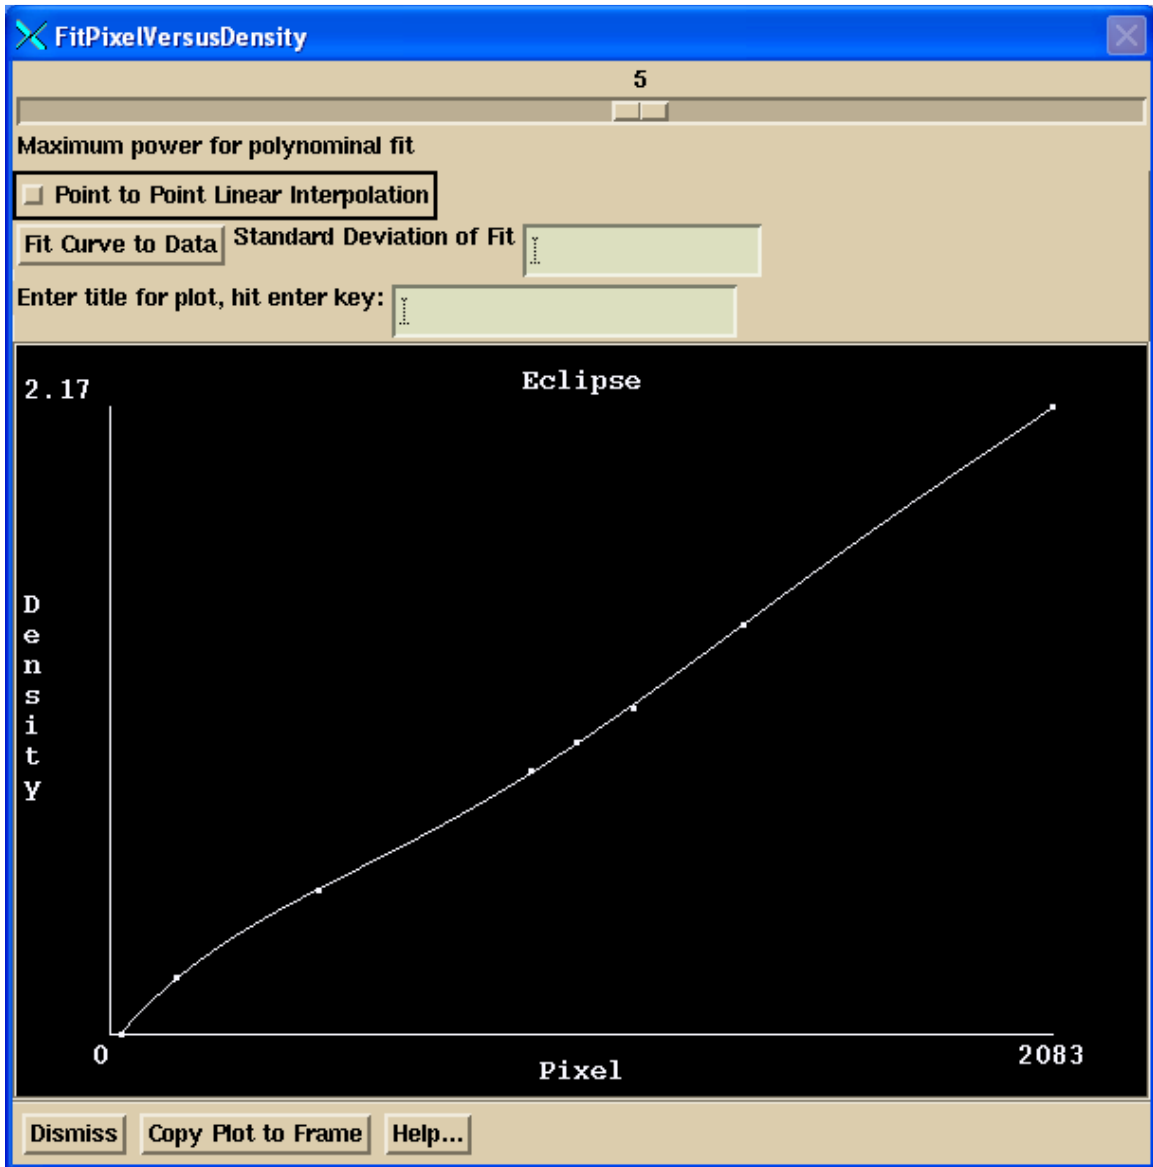 FitPixelVersusDensity
5
Maximum power for polynominal fit
Point to Point Linear Interpolation
Fit Curve to Data Standard Deviation of Fit
Enter title for plot, hit enter key:
Eclipse
2.17
Density
0
2083
Pixel
Dismiss Copy Plot to Frame Help...